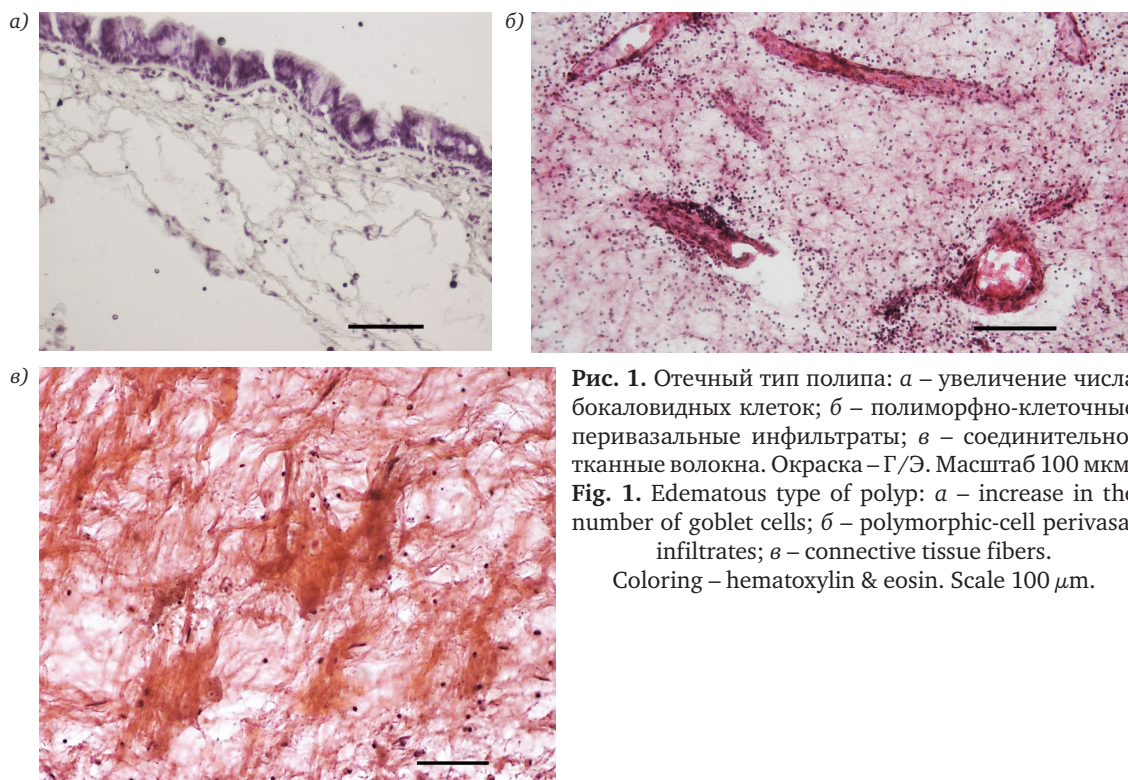 а)
б)
в)
Рис. 1. Отечный тип полипа: а – увеличение числа
бокаловидных клеток; б – полиморфно-клеточные
перивазальные инфильтраты; в – соединительно
тканные волокна. Окраска – Г/Э. Масштаб 100 мкм
Fig. 1. Edematous type of polyp: а – increase in the
number of goblet cells; б – polymorphic-cell perivasa
infiltrates; в – connective tissue fibers.
Coloring – hematoxylin & eosin. Scale 100 μm.